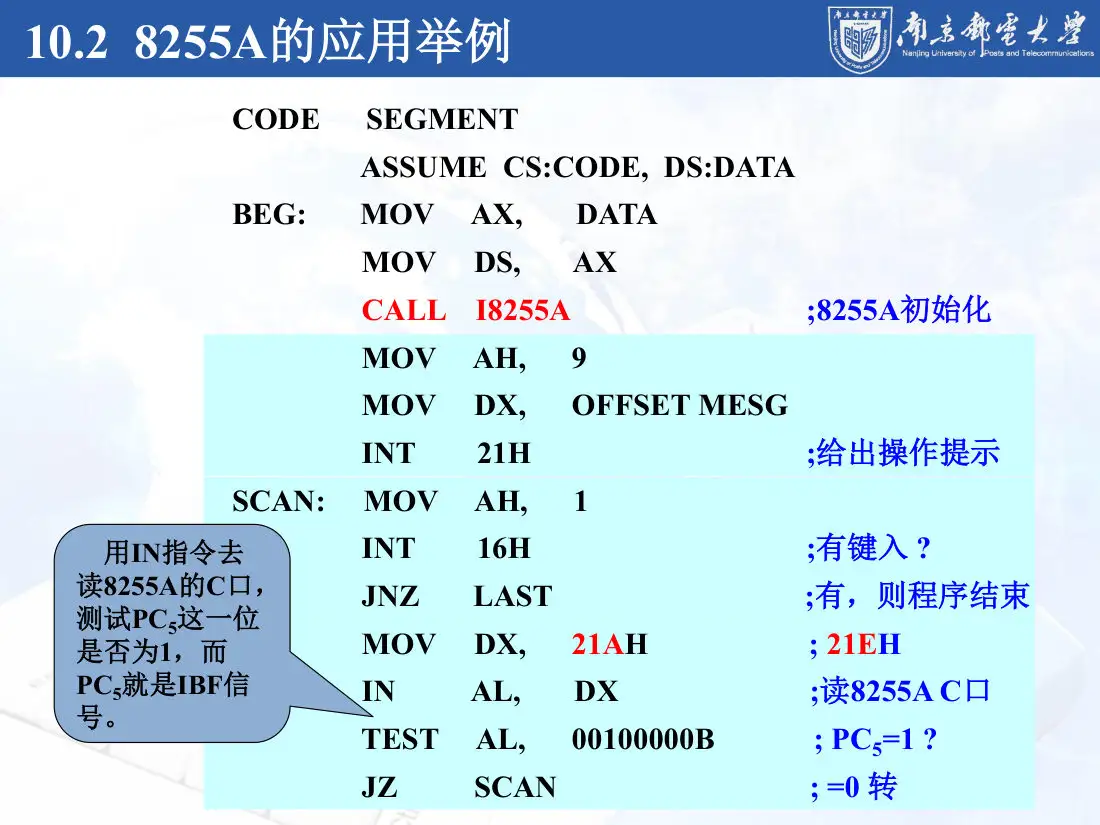 10.2 8255A的应用举例
南京邮电大学
Nanjing University of Posts and Telecommunications
CODE SEGMENT
ASSUME CS:CODE, DS:DATA
BEG: MOV AX, DATA
MOV DS, AX
CALL I8255A ;8255A初始化
MOV AH, 9
MOV DX, OFFSET MESG
INT 21H ;给出操作提示
SCAN: MOV AH, 1
INT 16H ;有键入?
JNZ LAST ;有，则程序结束
MOV DX, 21AH ; 21EH
IN AL, DX ;读8255A C口
TEST AL, 00100000B ; PC5=1 ?
JZ SCAN ; =0 转
用IN指令去
读8255A的C口，
测试PC5这一位
是否为1，而
PC5就是IBF信
号。